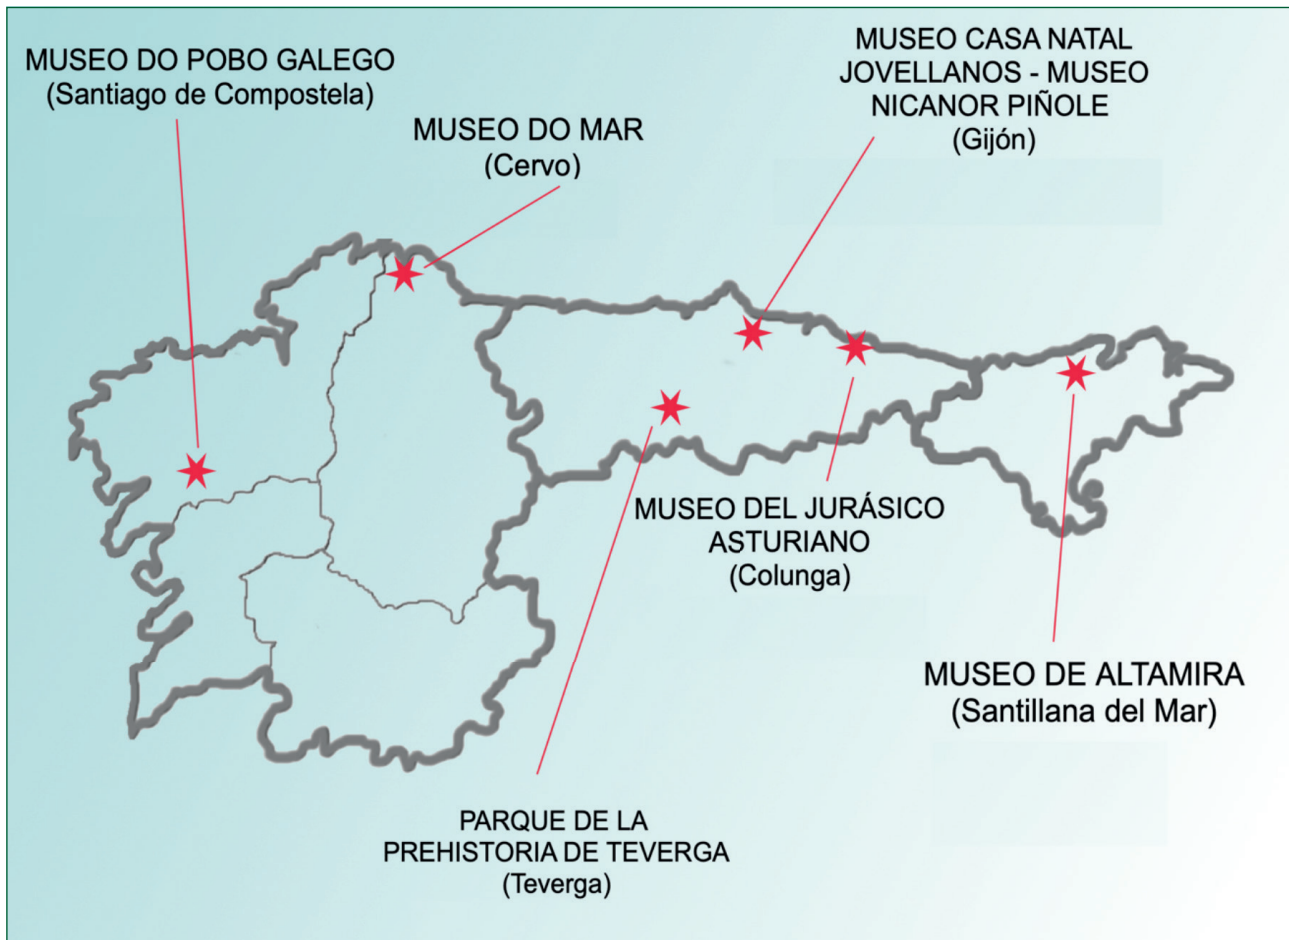 MUSEO DO POBO GALEGO
(Santiago de Compostela)
MUSEO DO MAR
(Cervo)
MUSEO CASA NATAL
JOVELLANOS - MUSEO
NICANOR PIÑOLE
(Gijón)
MUSEO DEL JURÁSICO
ASTURIANO
(Colunga)
MUSEO DE ALTAMIRA
(Santillana del Mar)
PARQUE DE LA
PREHISTORIA DE TEVERGA
(Teverga)